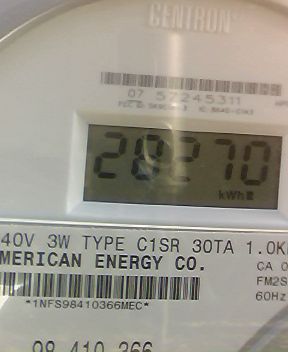 CENTRON
07 57245311
28270
kWh
40V 3W TYPE C1SR 30TA 1.0K
MERICAN ENERGY CO.
CA 0
FM2S
*1NFS98410366MEC*
60Hz
98 410 366